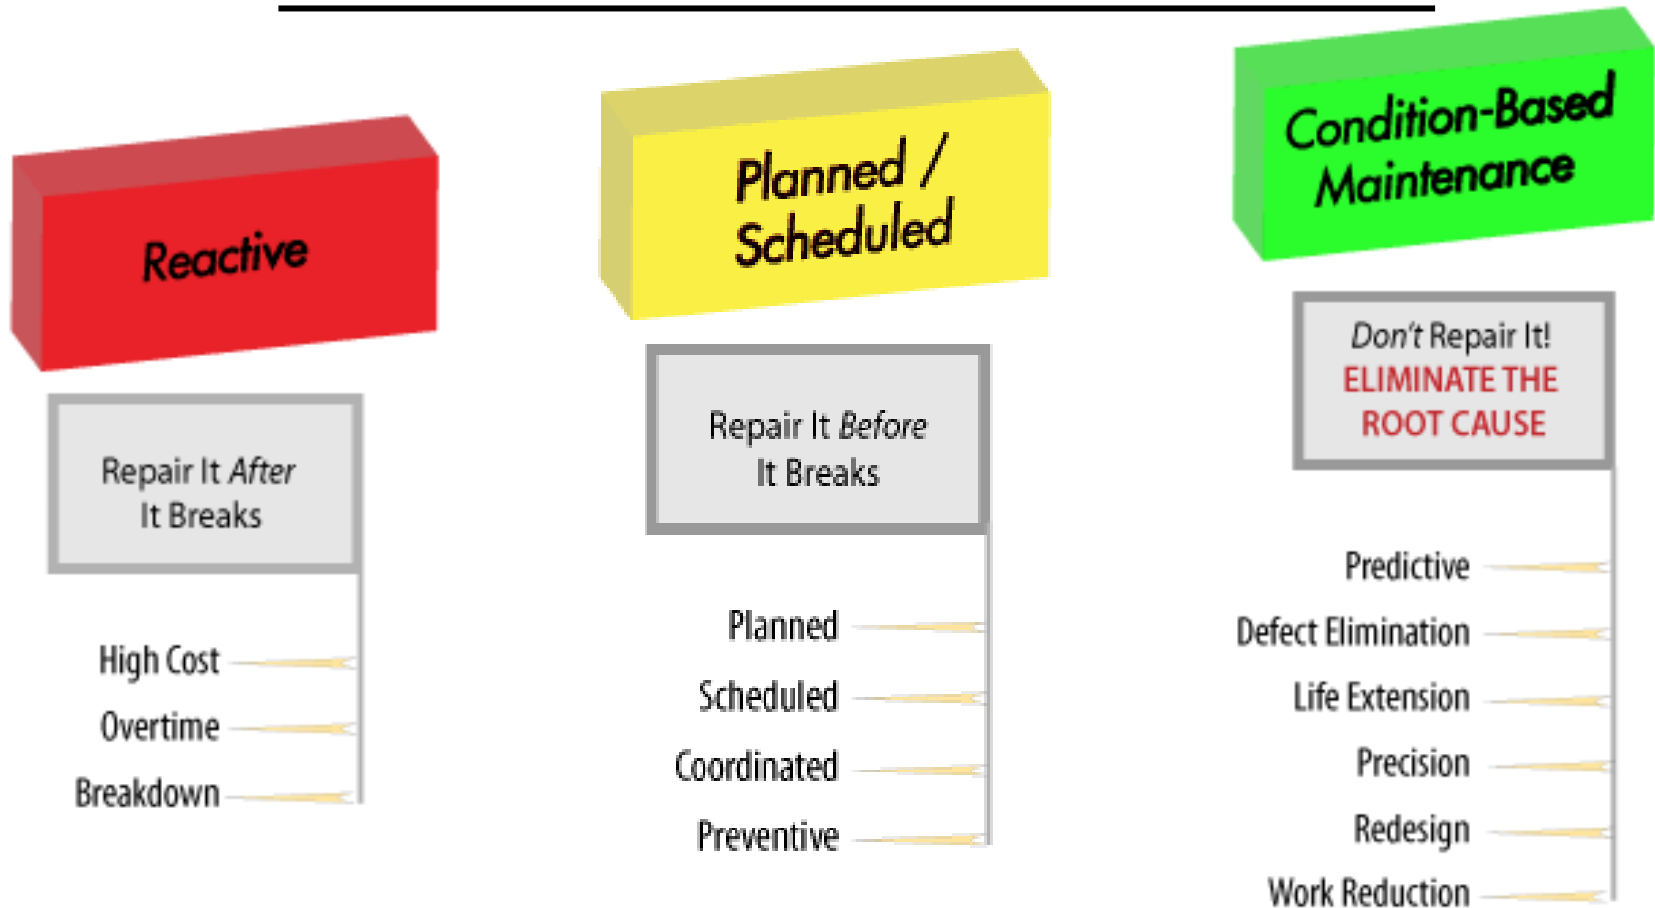 Reactive
Repair It After
It Breaks
High Cost
Overtime
Breakdown
Planned /
Scheduled
Repair It Before
It Breaks
Planned
Scheduled
Coordinated
Preventive
Condition-Based
Maintenance
Don't Repair It!
ELIMINATE THE
ROOT CAUSE
Predictive
Defect Elimination
Life Extension
Precision
Redesign
Work Reduction